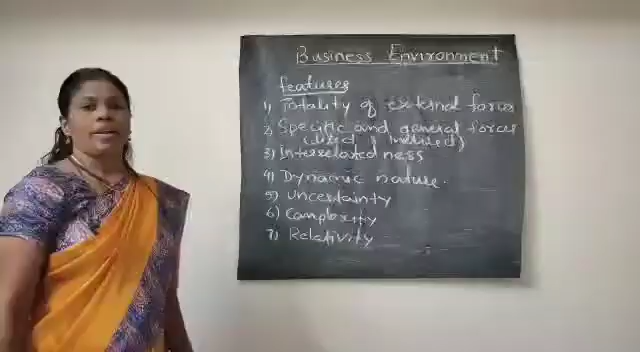 Business Environment
features
1) Totality of external forces
2) Specific and general forces
(direct & indirect)
3) Interrelatedness
4) Dynamic nature.
5) Uncertainty
6) Complexity
7) Relativity